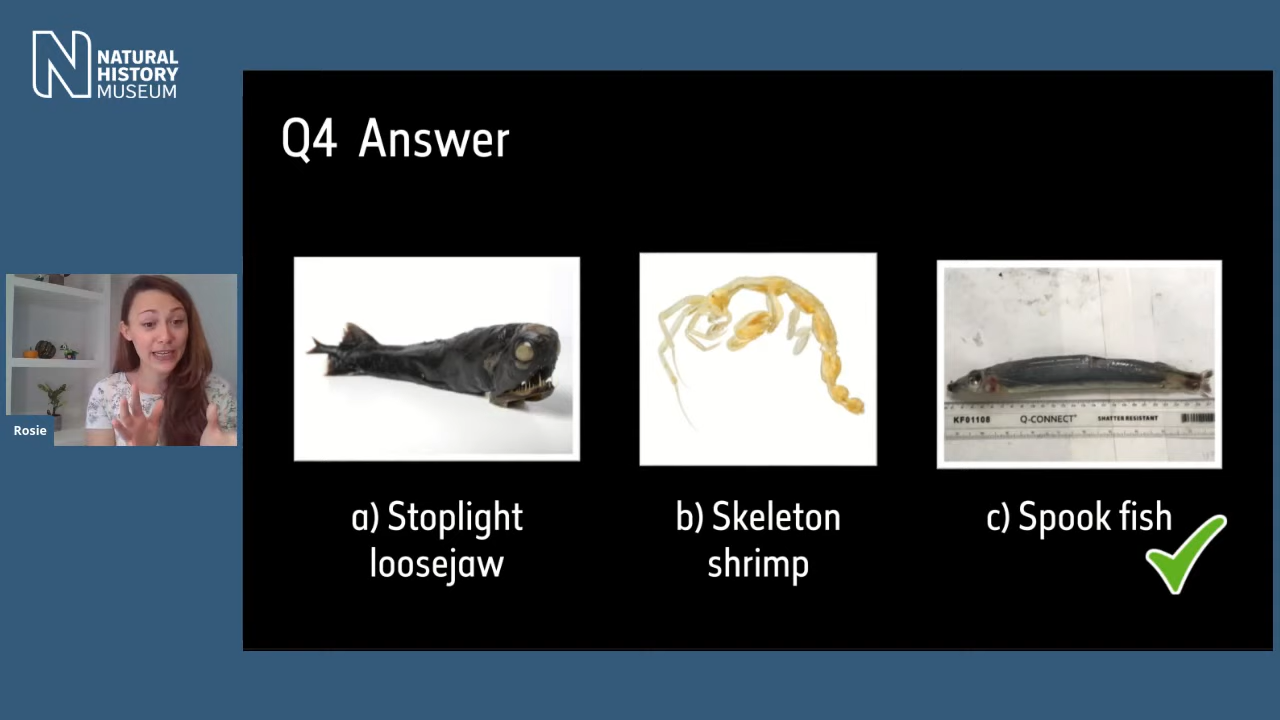 NATURAL
HISTORY
MUSEUM
Q4 Answer
Rosie
KF01108 Q-CONNECT SHATTER RESISTANT
a) Stoplight
loosejaw
b) Skeleton
shrimp
c) Spook fish